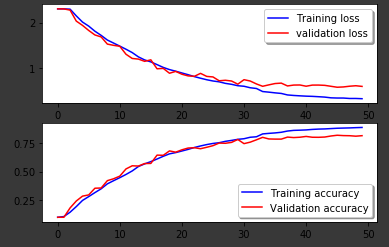 2
1
Training loss
validation loss
0 10 20 30 40 50
0.75
0.50
0.25
Training accuracy
Validation accuracy
0 10 20 30 40 50